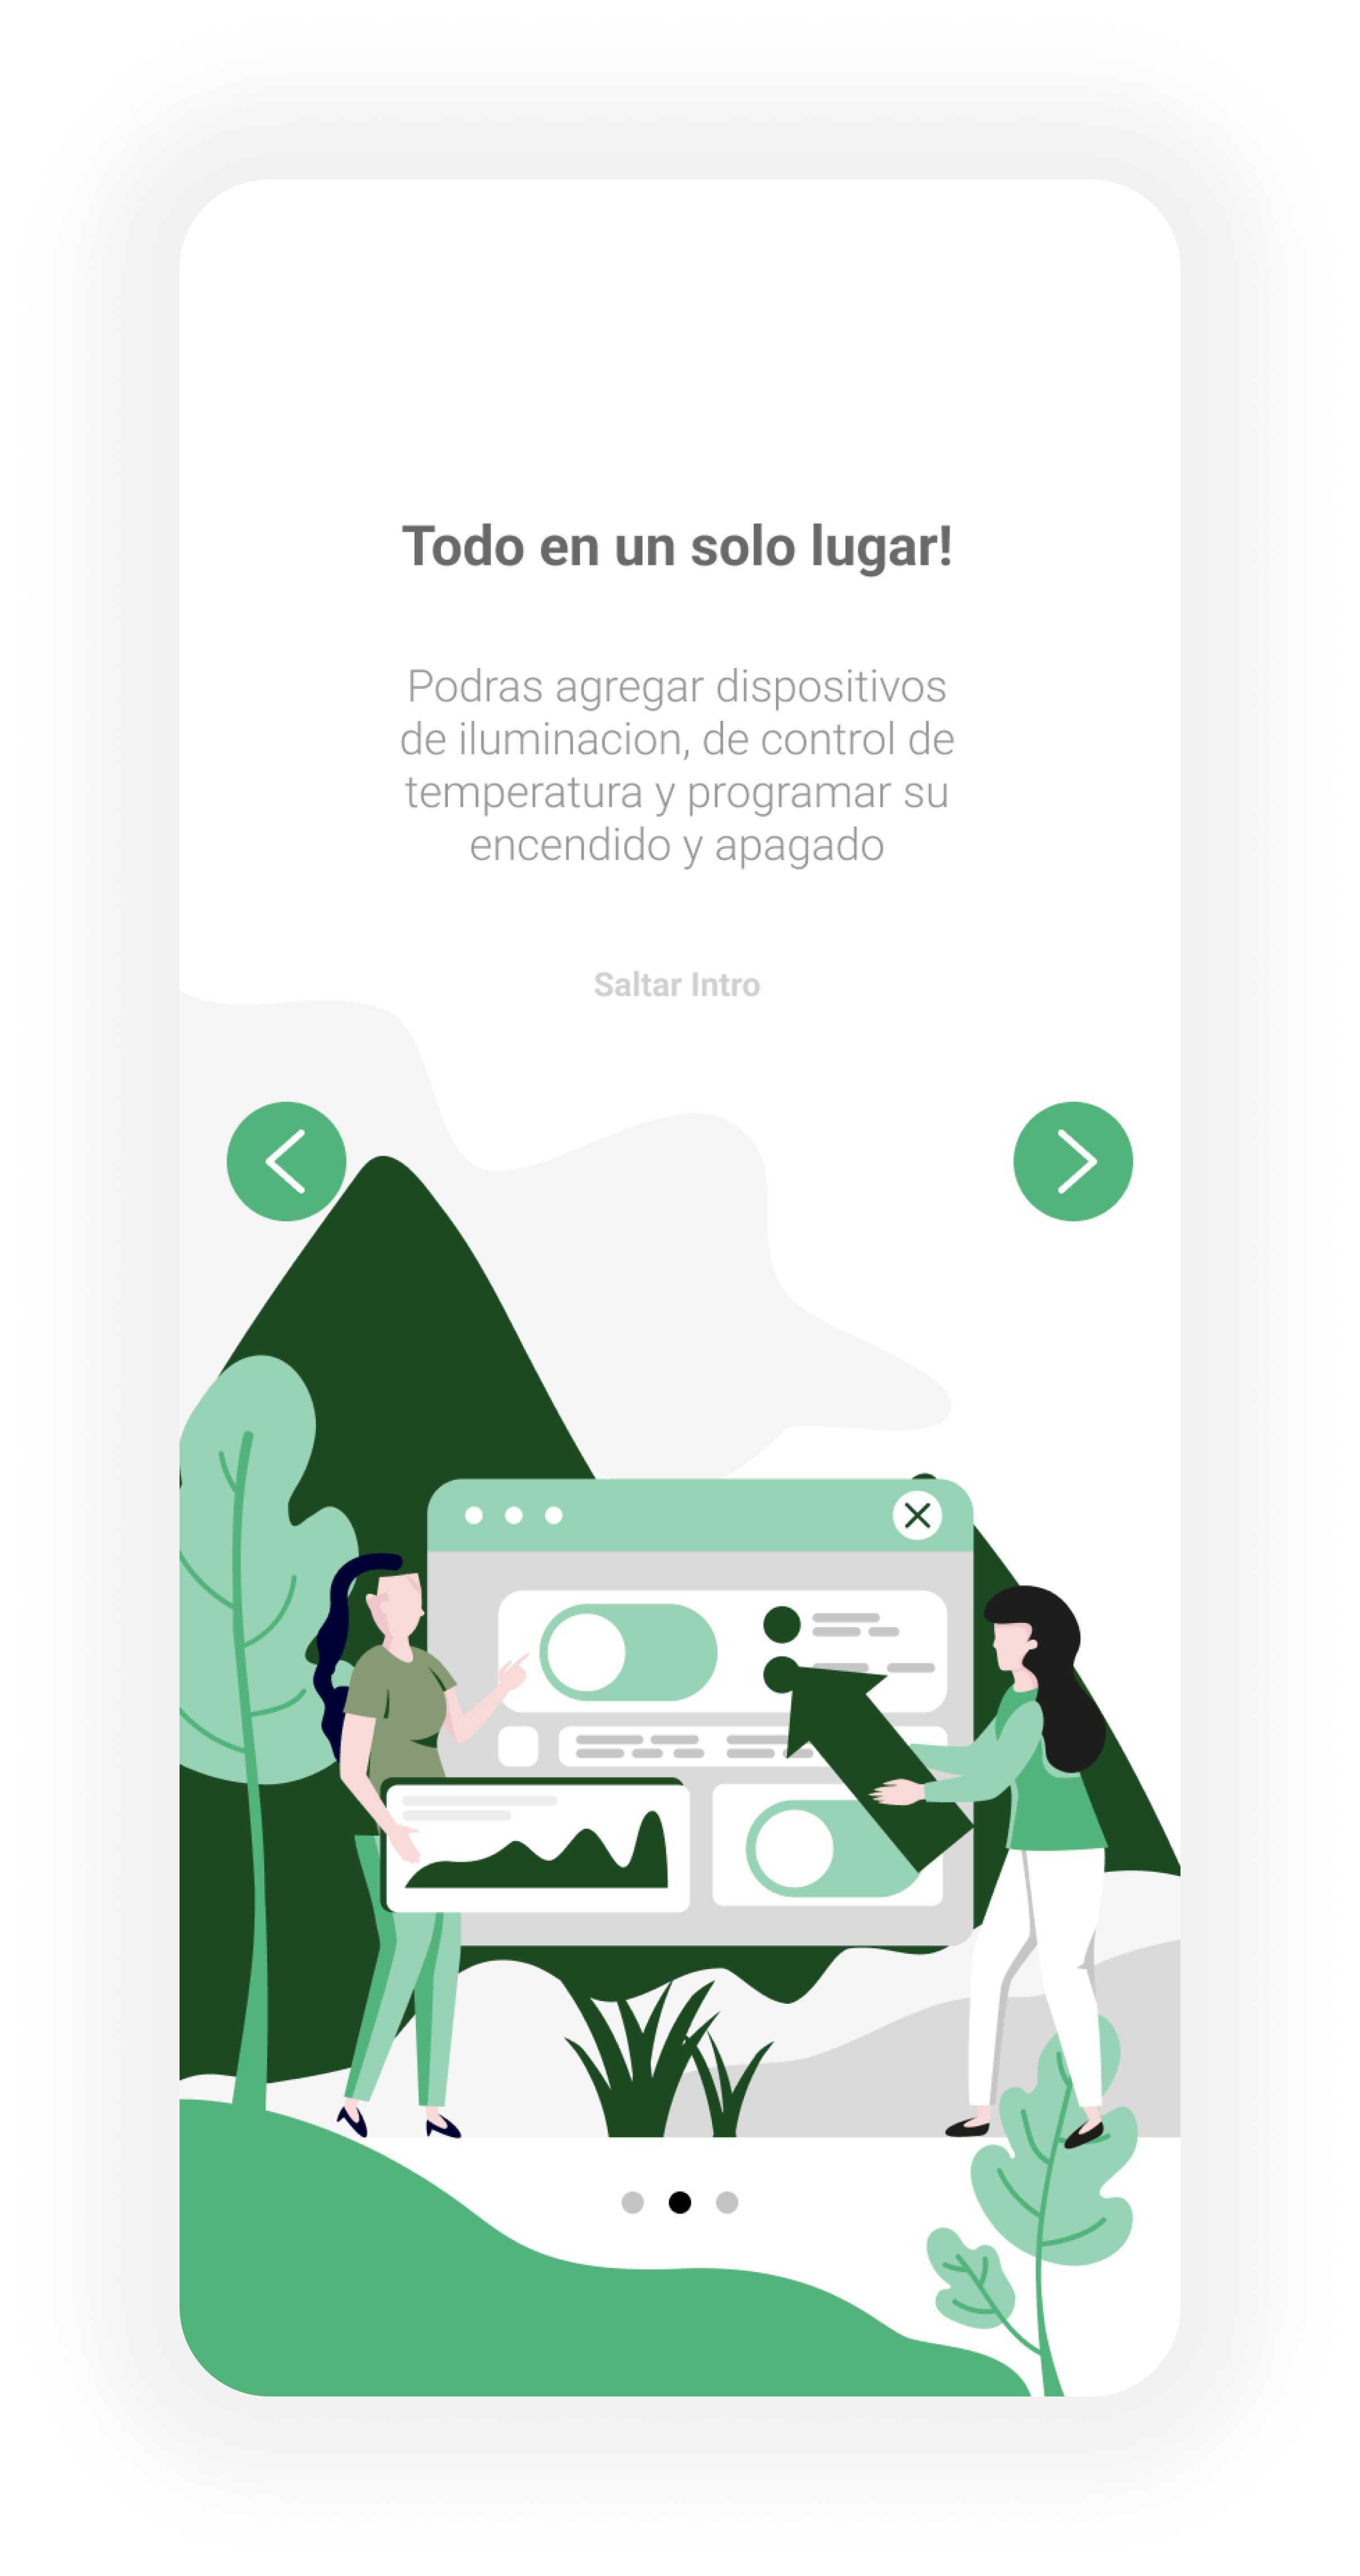 Todo en un solo lugar!
Podras agregar dispositivos
de iluminacion, de control de
temperatura y programar su
encendido y apagado
Saltar Intro